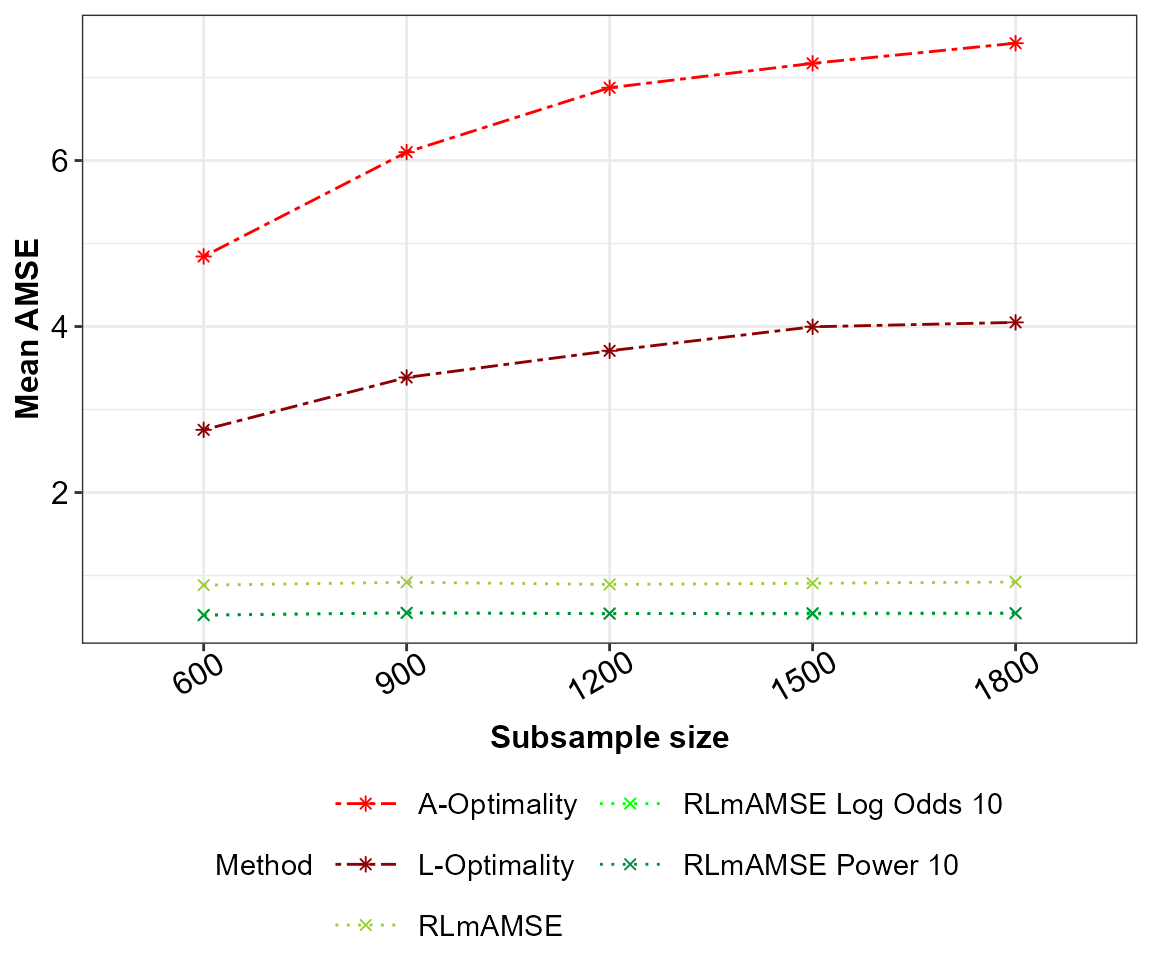 Mean AMSE
6
4
2
600
900
1200
1500
1800
Subsample size
Method
A-Optimality
L-Optimality
RLmAMSE
RLmAMSE Log Odds 10
RLmAMSE Power 10